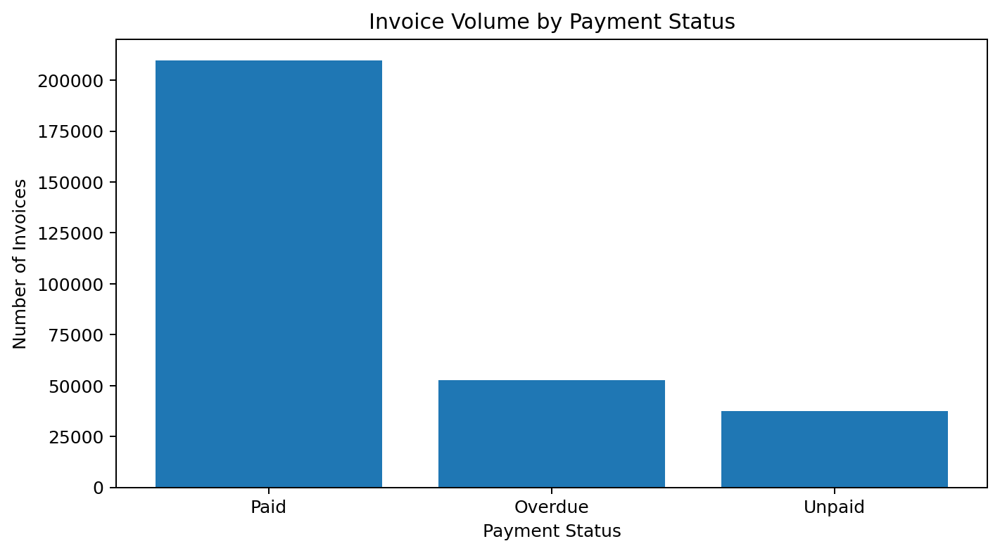 Invoice Volume by Payment Status
200000
175000
150000
125000
100000
75000
50000
25000
0
Number of Invoices
Paid Overdue Unpaid
Payment Status